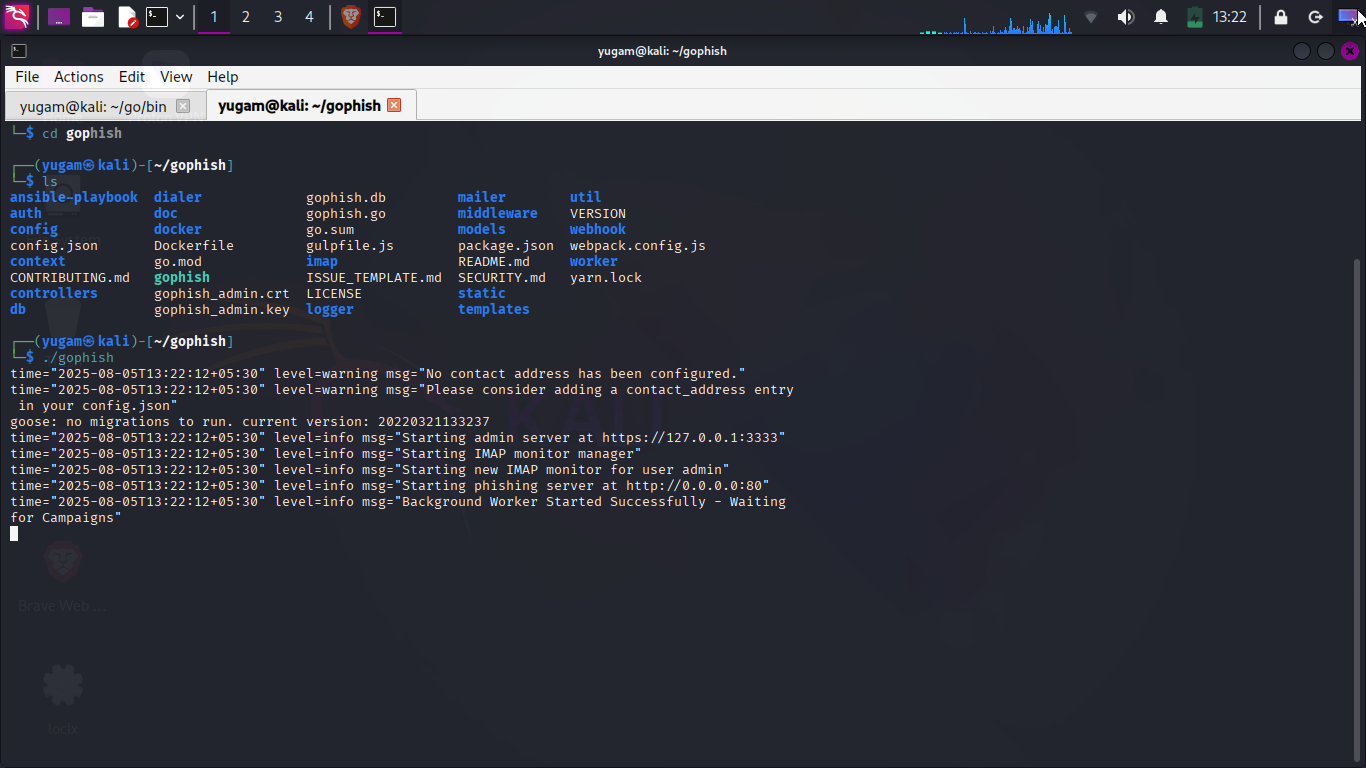 1 2 3 4 13:22
yugam@kali: ~/gophish
File Actions Edit View Help
yugam@kali: ~/go/bin yugam@kali: ~/gophish
└─$ cd gophish
┌──(yugam㉿kali)-[~/gophish]
└─$ ls
ansible-playbook dialer gophish.db mailer util
auth doc gophish.go middleware VERSION
config docker go.sum models webhook
config.json Dockerfile gulpfile.js package.json webpack.config.js
context go.mod imap README.md worker
CONTRIBUTING.md gophish ISSUE_TEMPLATE.md SECURITY.md yarn.lock
controllers gophish_admin.crt LICENSE static
db gophish_admin.key logger templates
┌──(yugam㉿kali)-[~/gophish]
└─$ ./gophish
time="2025-08-05T13:22:12+05:30" level=warning msg="No contact address has been configured."
time="2025-08-05T13:22:12+05:30" level=warning msg="Please consider adding a contact_address entry
in your config.json"
goose: no migrations to run. current version: 20220321133237
time="2025-08-05T13:22:12+05:30" level=info msg="Starting admin server at https://127.0.0.1:3333"
time="2025-08-05T13:22:12+05:30" level=info msg="Starting IMAP monitor manager"
time="2025-08-05T13:22:12+05:30" level=info msg="Starting new IMAP monitor for user admin"
time="2025-08-05T13:22:12+05:30" level=info msg="Starting phishing server at http://0.0.0.0:80"
time="2025-08-05T13:22:12+05:30" level=info msg="Background Worker Started Successfully - Waiting
for Campaigns"
KALI
Brave Web ...
loclx